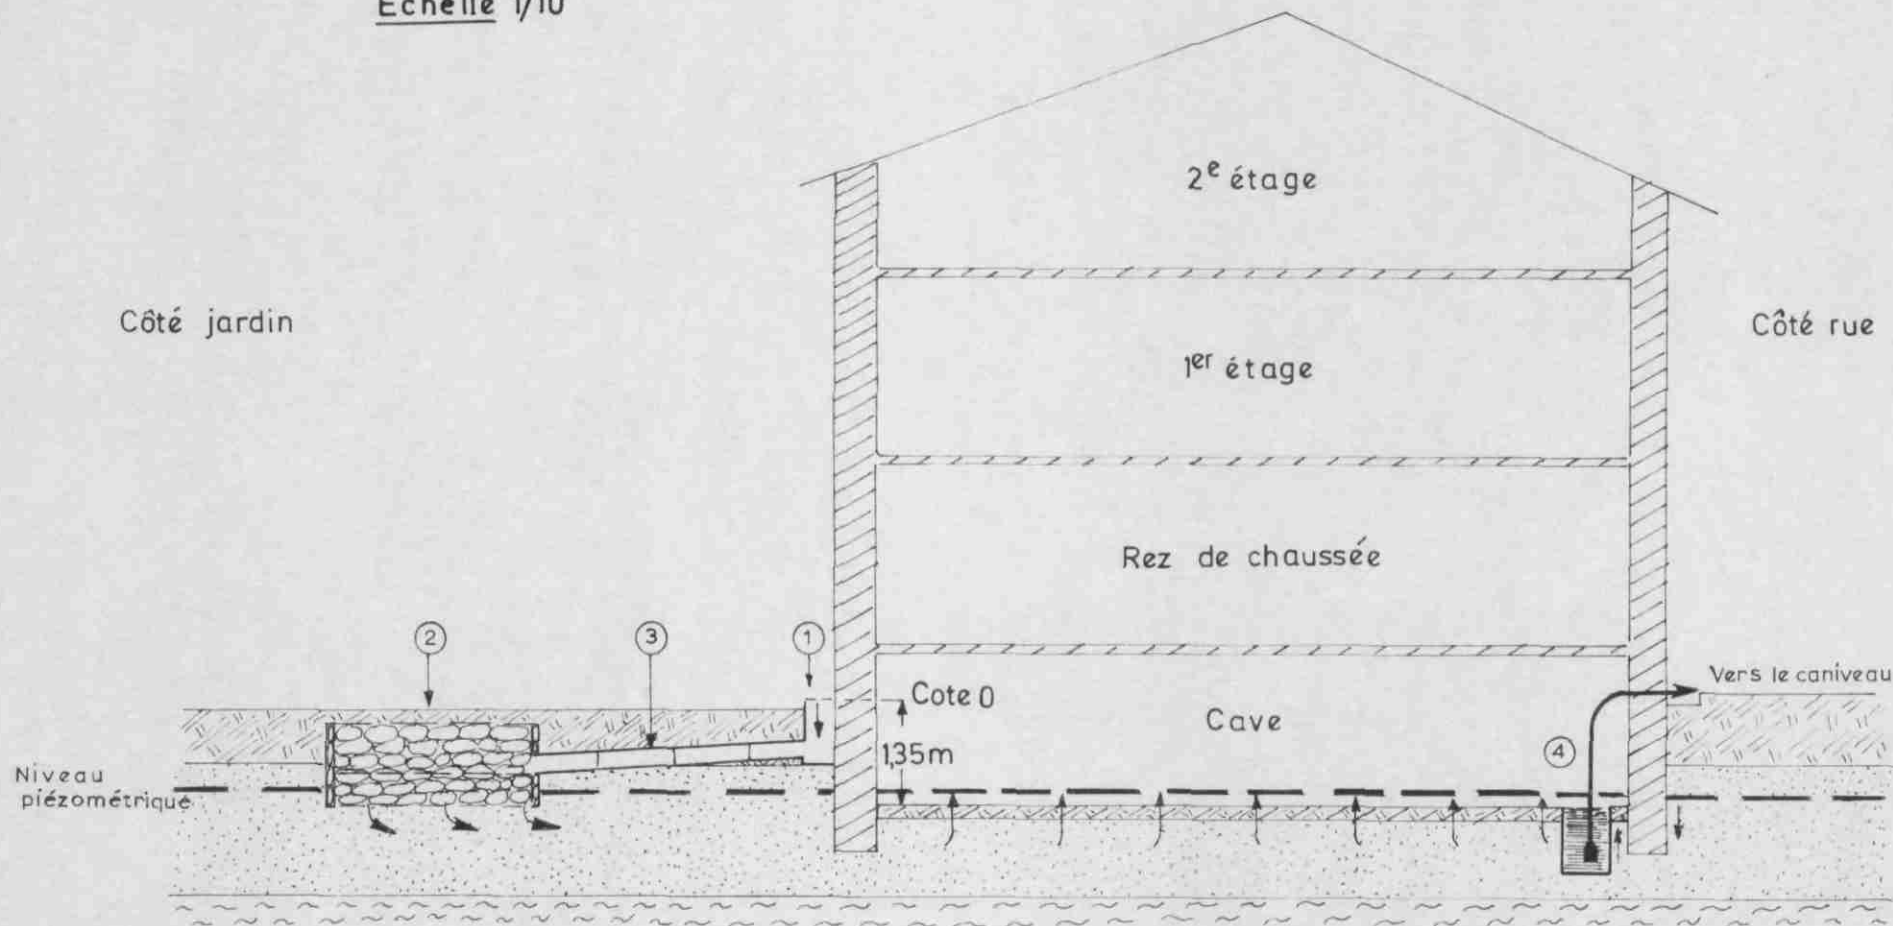 Echelle 1/10
2e étage
Côté jardin
Côté rue
1er étage
Rez de chaussée
2
3
1
Vers le caniveau
Cote 0
Cave
1,35m
4
Niveau
piézométrique